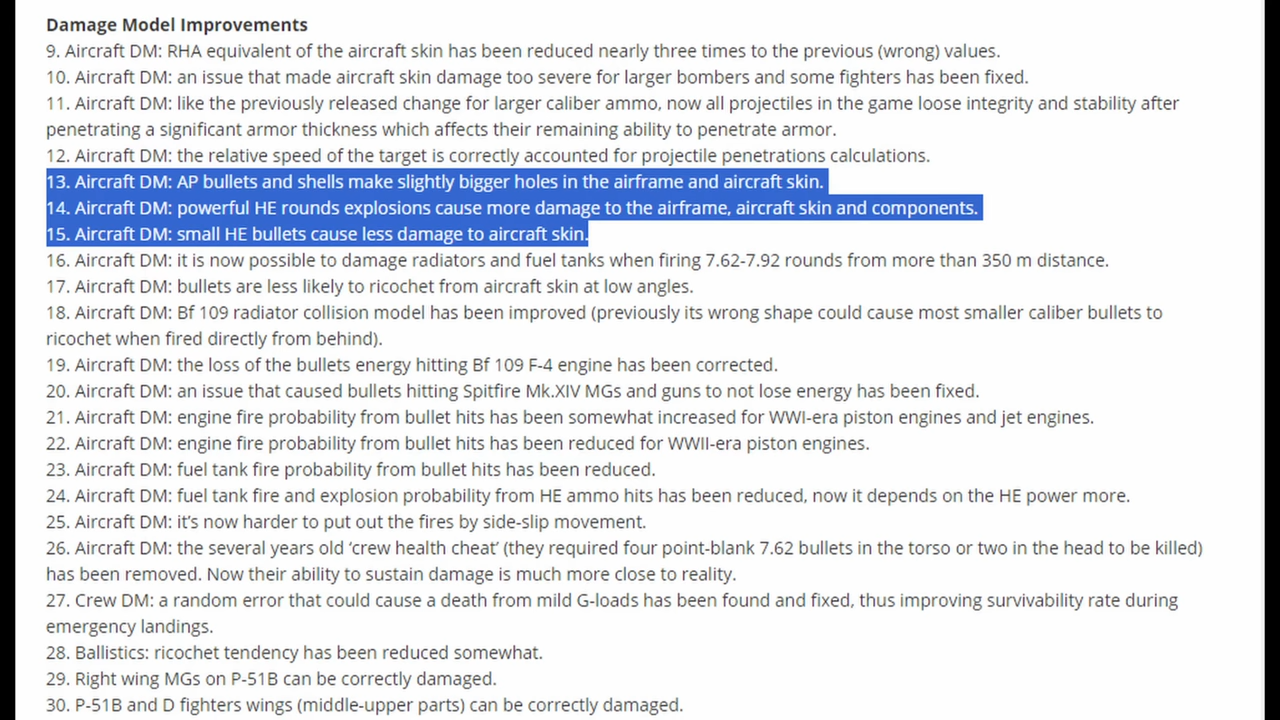 Damage Model Improvements
9. Aircraft DM: RHA equivalent of the aircraft skin has been reduced nearly three times to the previous (wrong) values.
10. Aircraft DM: an issue that made aircraft skin damage too severe for larger bombers and some fighters has been fixed.
11. Aircraft DM: like the previously released change for larger caliber ammo, now all projectiles in the game loose integrity and stability after
penetrating a significant armor thickness which affects their remaining ability to penetrate armor.
12. Aircraft DM: the relative speed of the target is correctly accounted for projectile penetrations calculations.
13. Aircraft DM: AP bullets and shells make slightly bigger holes in the airframe and aircraft skin.
14. Aircraft DM: powerful HE rounds explosions cause more damage to the airframe, aircraft skin and components.
15. Aircraft DM: small HE bullets cause less damage to aircraft skin.
16. Aircraft DM: it is now possible to damage radiators and fuel tanks when firing 7.62-7.92 rounds from more than 350 m distance.
17. Aircraft DM: bullets are less likely to ricochet from aircraft skin at low angles.
18. Aircraft DM: Bf 109 radiator collision model has been improved (previously its wrong shape could cause most smaller caliber bullets to
ricochet when fired directly from behind).
19. Aircraft DM: the loss of the bullets energy hitting Bf 109 F-4 engine has been corrected.
20. Aircraft DM: an issue that caused bullets hitting Spitfire Mk.XIV MGs and guns to not lose energy has been fixed.
21. Aircraft DM: engine fire probability from bullet hits has been somewhat increased for WWI-era piston engines and jet engines.
22. Aircraft DM: engine fire probability from bullet hits has been reduced for WWII-era piston engines.
23. Aircraft DM: fuel tank fire probability from bullet hits has been reduced.
24. Aircraft DM: fuel tank fire and explosion probability from HE ammo hits has been reduced, now it depends on the HE power more.
25. Aircraft DM: it’s now harder to put out the fires by side-slip movement.
26. Aircraft DM: the several years old ‘crew health cheat’ (they required four point-blank 7.62 bullets in the torso or two in the head to be killed)
has been removed. Now their ability to sustain damage is much more close to reality.
27. Crew DM: a random error that could cause a death from mild G-loads has been found and fixed, thus improving survivability rate during
emergency landings.
28. Ballistics: ricochet tendency has been reduced somewhat.
29. Right wing MGs on P-51B can be correctly damaged.
30. P-51B and D fighters wings (middle-upper parts) can be correctly damaged.